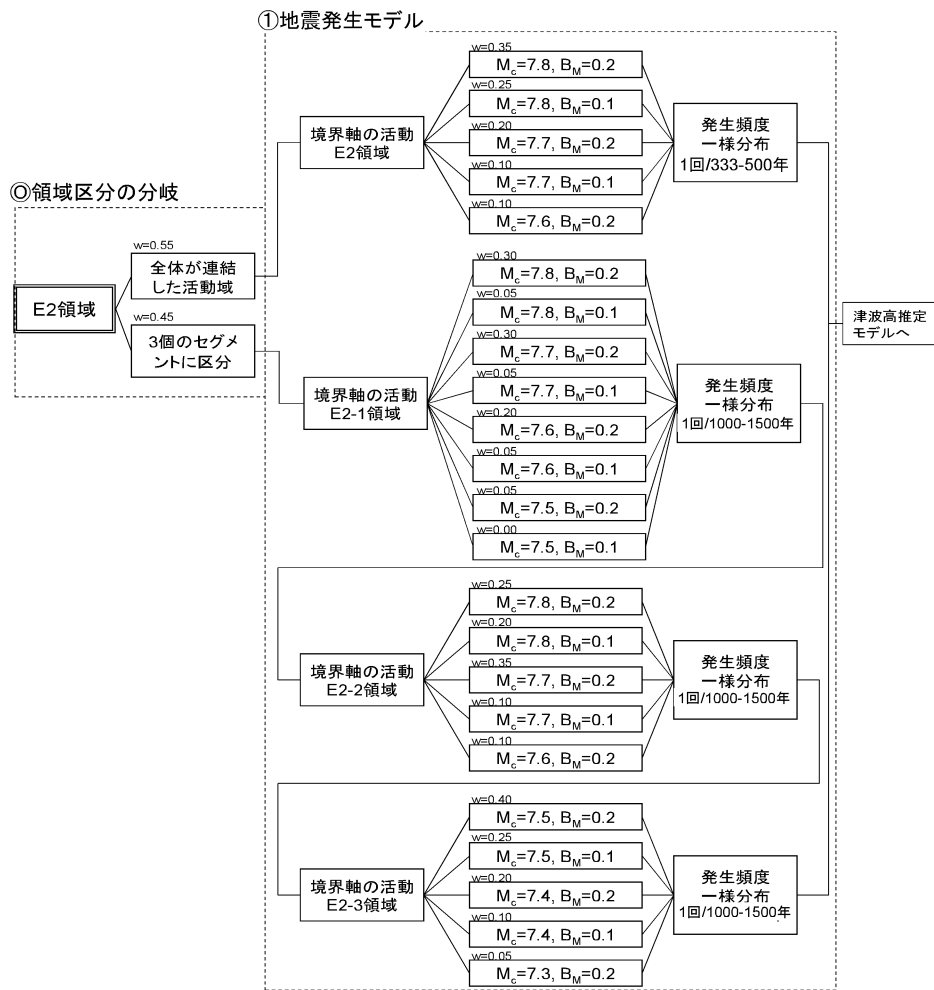 ①地震発生モデル
w=0.35
Mc=7.8, BM=0.2
w=0.25
Mc=7.8, BM=0.1
w=0.20
Mc=7.7, BM=0.2
w=0.10
Mc=7.7, BM=0.1
w=0.10
Mc=7.6, BM=0.2
境界軸の活動
E2領域
発生頻度
一様分布
1回/333-500年
◎領域区分の分岐
w=0.55
全体が連結
した活動域
E2領域
w=0.45
3個のセグメ
ントに区分
津波高推定
モデルへ
境界軸の活動
E2-1領域
w=0.30
Mc=7.8, BM=0.2
w=0.05
Mc=7.8, BM=0.1
w=0.30
Mc=7.7, BM=0.2
w=0.05
Mc=7.7, BM=0.1
w=0.20
Mc=7.6, BM=0.2
w=0.05
Mc=7.6, BM=0.1
w=0.05
Mc=7.5, BM=0.2
w=0.00
Mc=7.5, BM=0.1
発生頻度
一様分布
1回/1000-1500年
境界軸の活動
E2-2領域
w=0.25
Mc=7.8, BM=0.2
w=0.20
Mc=7.8, BM=0.1
w=0.35
Mc=7.7, BM=0.2
w=0.10
Mc=7.7, BM=0.1
w=0.10
Mc=7.6, BM=0.2
発生頻度
一様分布
1回/1000-1500年
境界軸の活動
E2-3領域
w=0.40
Mc=7.5, BM=0.2
w=0.25
Mc=7.5, BM=0.1
w=0.20
Mc=7.4, BM=0.2
w=0.10
Mc=7.4, BM=0.1
w=0.05
Mc=7.3, BM=0.2
発生頻度
一様分布
1回/1000-1500年